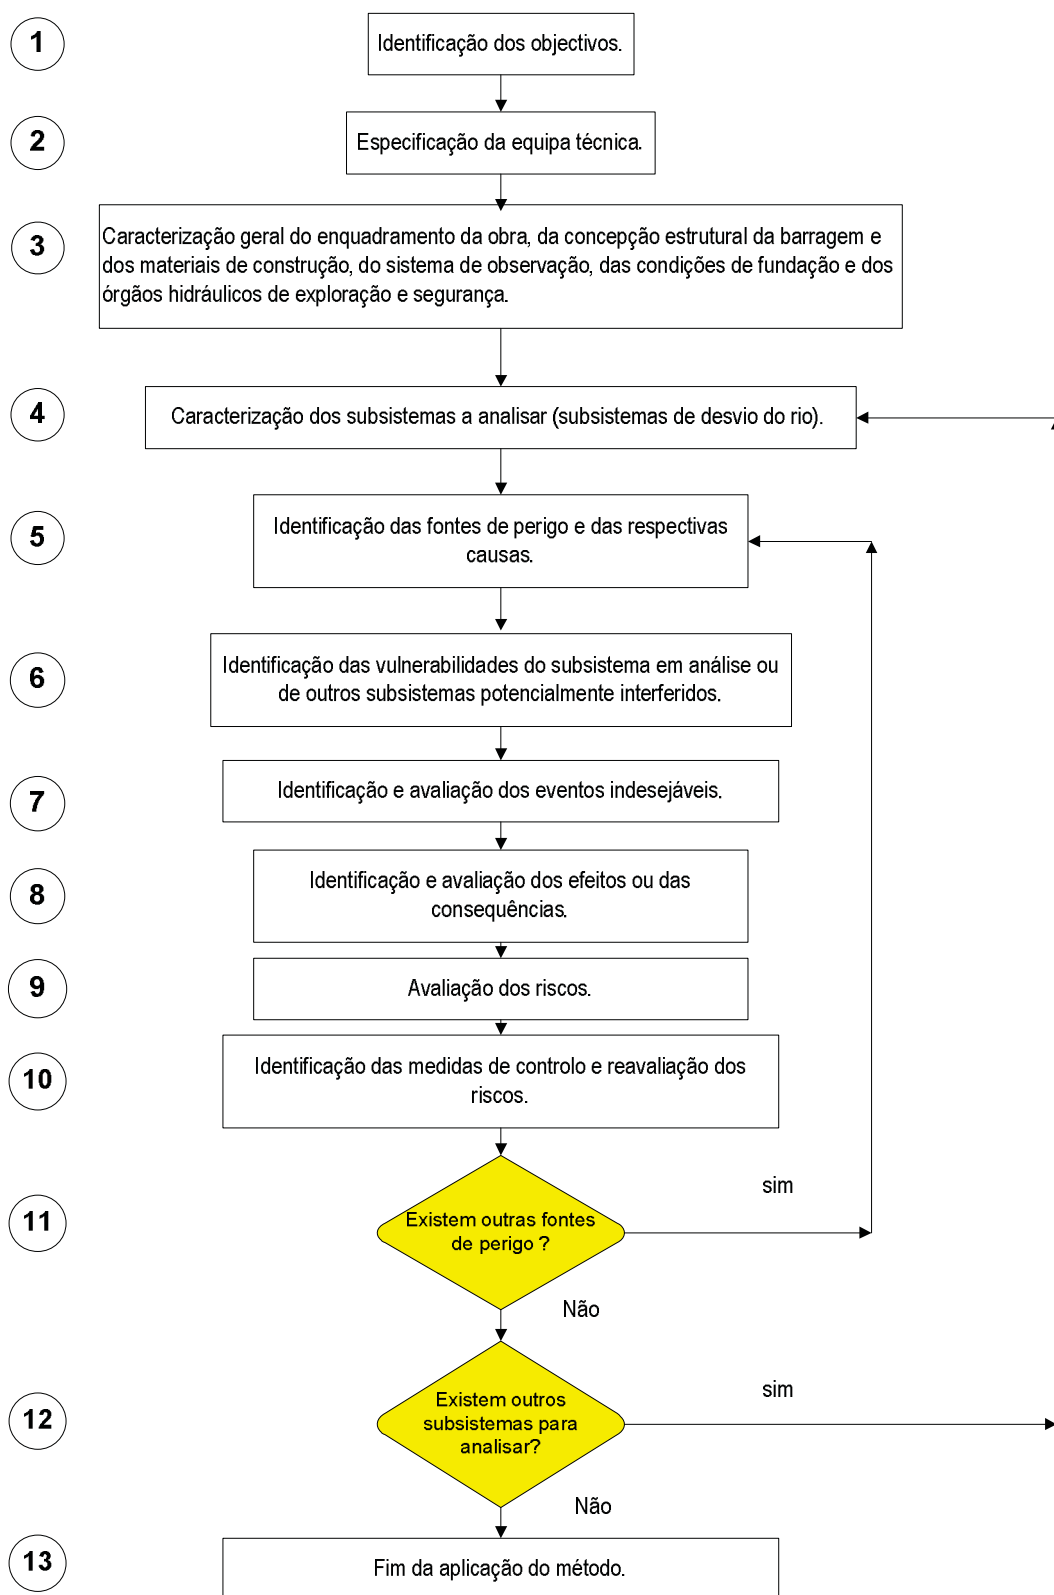 1
Identificação dos objectivos.
2
Especificação da equipa técnica.
3
Caracterização geral do enquadramento da obra, da concepção estrutural da barragem e
dos materiais de construção, do sistema de observação, das condições de fundação e dos
órgãos hidráulicos de exploração e segurança.
4
Caracterização dos subsistemas a analisar (subsistemas de desvio do rio).
5
Identificação das fontes de perigo e das respectivas
causas.
6
Identificação das vulnerabilidades do subsistema em análise ou
de outros subsistemas potencialmente interferidos.
7
Identificação e avaliação dos eventos indesejáveis.
8
Identificação e avaliação dos efeitos ou das
consequências.
9
Avaliação dos riscos.
10
Identificação das medidas de controlo e reavaliação dos
riscos.
11
Existem outras fontes
de perigo ?
sim
Não
12
Existem outros
subsistemas para
analisar?
sim
Não
13
Fim da aplicação do método.